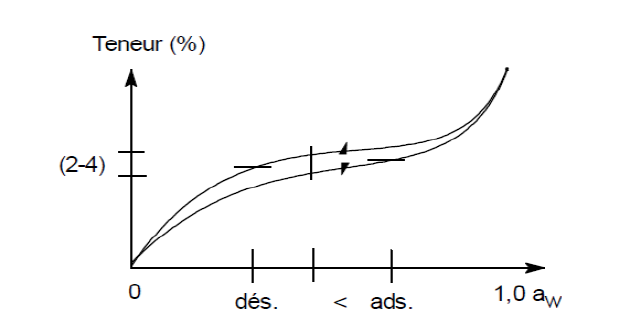 Teneur (%)
(2-4)
0 dés. < ads. 1,0 aW